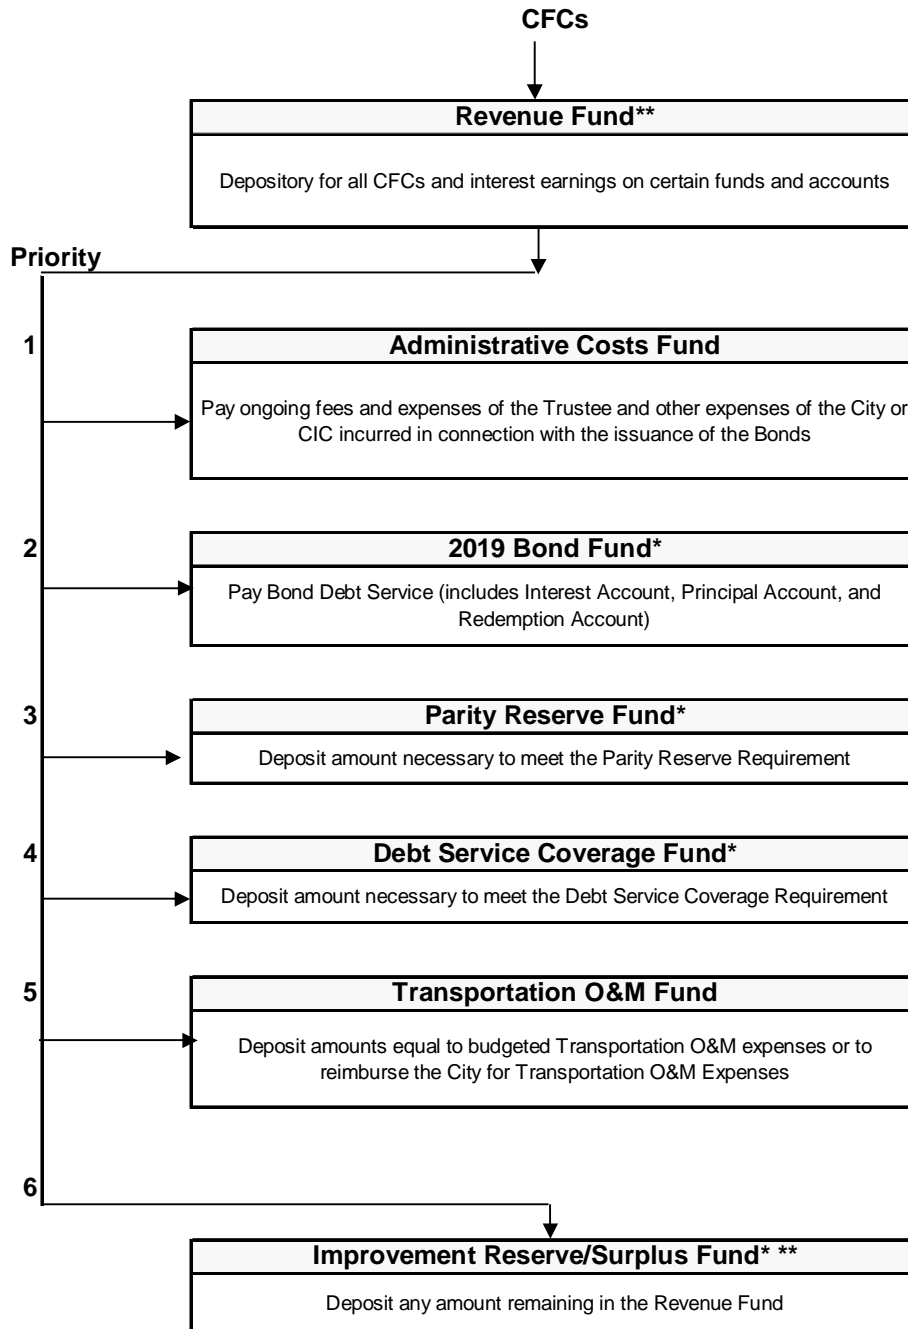 CFCs
Revenue Fund**
Depository for all CFCs and interest earnings on certain funds and accounts
Priority
1
Administrative Costs Fund
Pay ongoing fees and expenses of the Trustee and other expenses of the City or
CIC incurred in connection with the issuance of the Bonds
2
2019 Bond Fund*
Pay Bond Debt Service (includes Interest Account, Principal Account, and
Redemption Account)
3
Parity Reserve Fund*
Deposit amount necessary to meet the Parity Reserve Requirement
4
Debt Service Coverage Fund*
Deposit amount necessary to meet the Debt Service Coverage Requirement
5
Transportation O&M Fund
Deposit amounts equal to budgeted Transportation O&M expenses or to
reimburse the City for Transportation O&M Expenses
6
Improvement Reserve/Surplus Fund* **
Deposit any amount remaining in the Revenue Fund